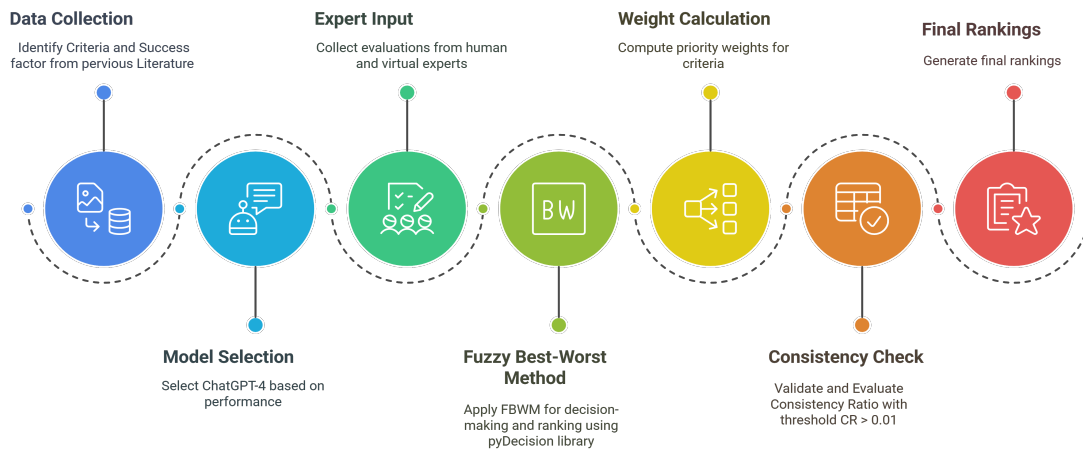 Data Collection
Identify Criteria and Success
factor from pervious Literature
Model Selection
Select ChatGPT-4 based on
performance
Expert Input
Collect evaluations from human
and virtual experts
BW
Fuzzy Best-Worst
Method
Apply FBWM for decision-
making and ranking using
pyDecision library
Weight Calculation
Compute priority weights for
criteria
Consistency Check
Validate and Evaluate
Consistency Ratio with
threshold CR > 0.01
Final Rankings
Generate final rankings